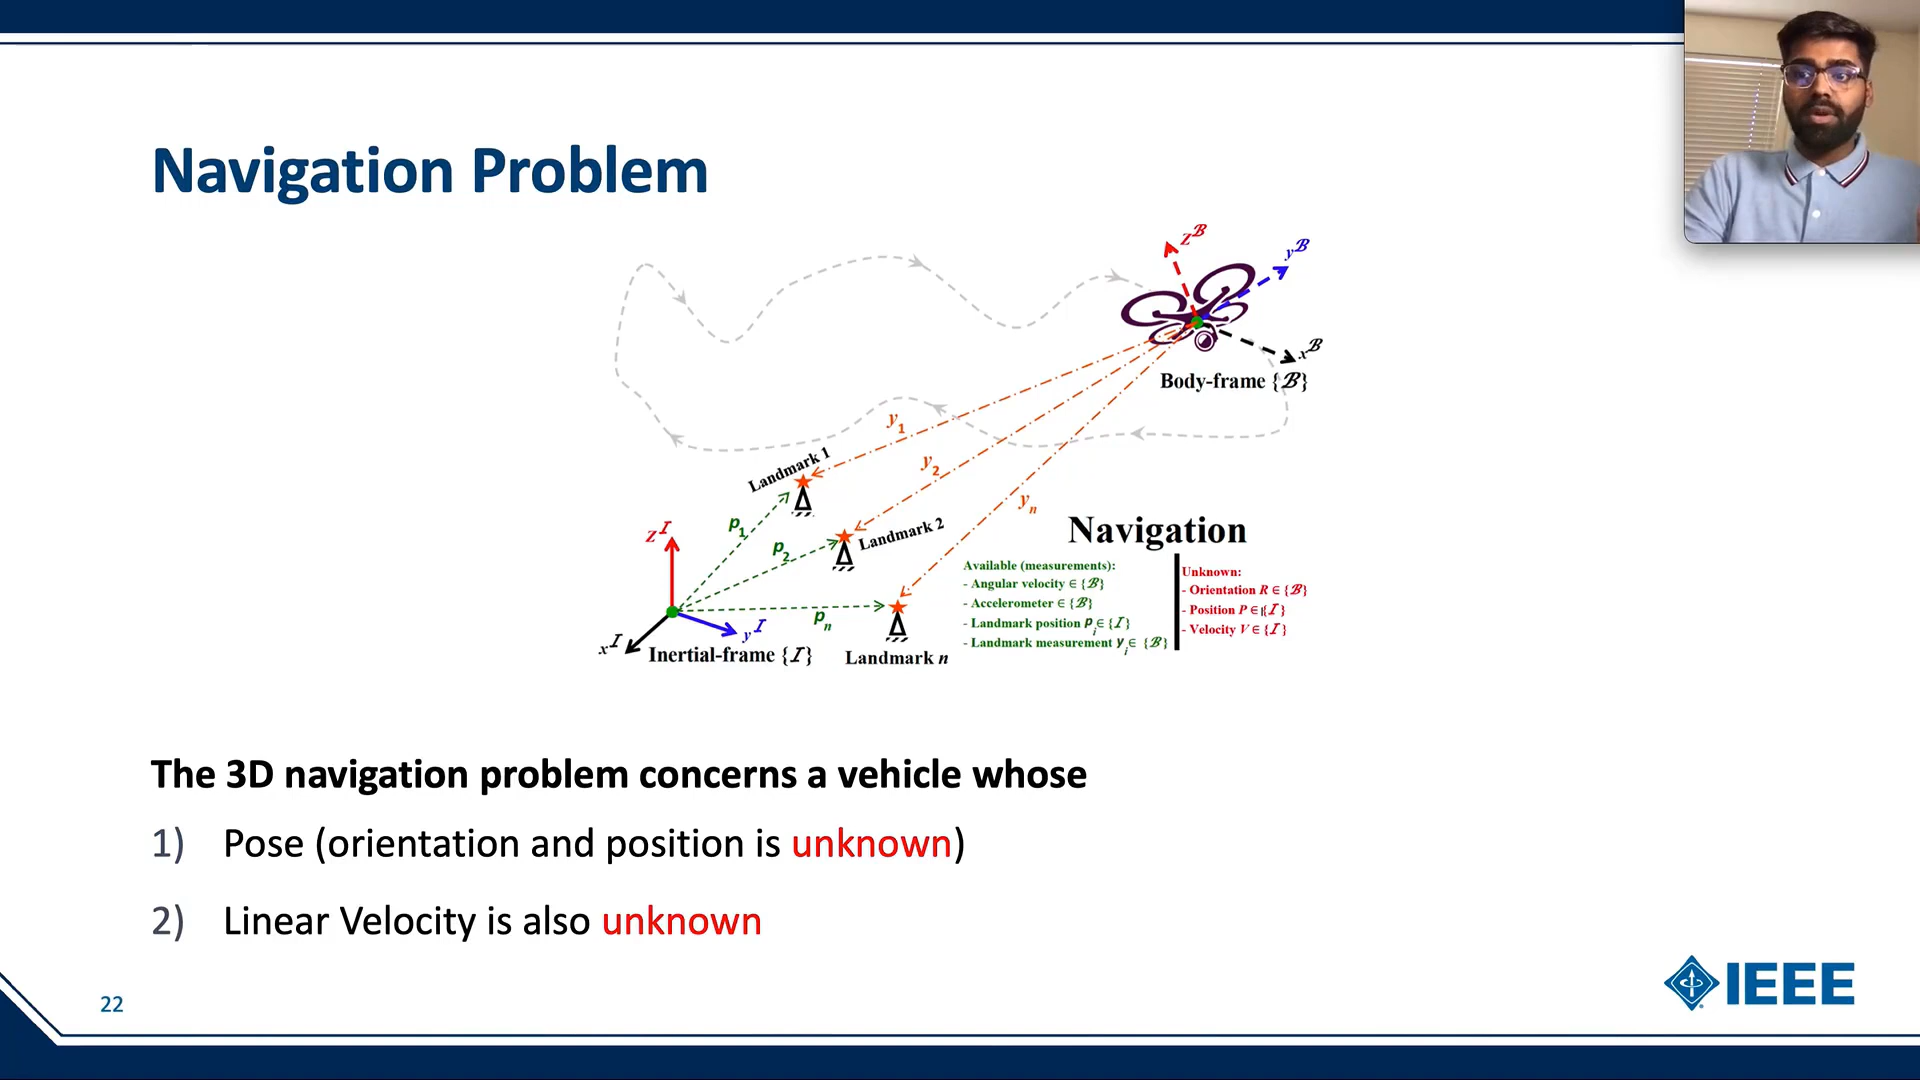 Navigation Problem
z^ℬ
y^ℬ
x^ℬ
Body-frame {ℬ}
y_1
y_2
y_n
Landmark 1
Landmark 2
Landmark n
p_1
p_2
p_n
z^ℐ
y^ℐ
x^ℐ
Inertial-frame {ℐ}
Navigation
Available (measurements):
- Angular velocity ∈ {ℬ}
- Accelerometer ∈ {ℬ}
- Landmark position p_i ∈ {ℐ}
- Landmark measurement y_i ∈ {ℬ}
Unknown:
- Orientation R ∈ {ℬ}
- Position P ∈ {ℐ}
- Velocity V ∈ {ℐ}
The 3D navigation problem concerns a vehicle whose
1) Pose (orientation and position is unknown)
2) Linear Velocity is also unknown
22
IEEE